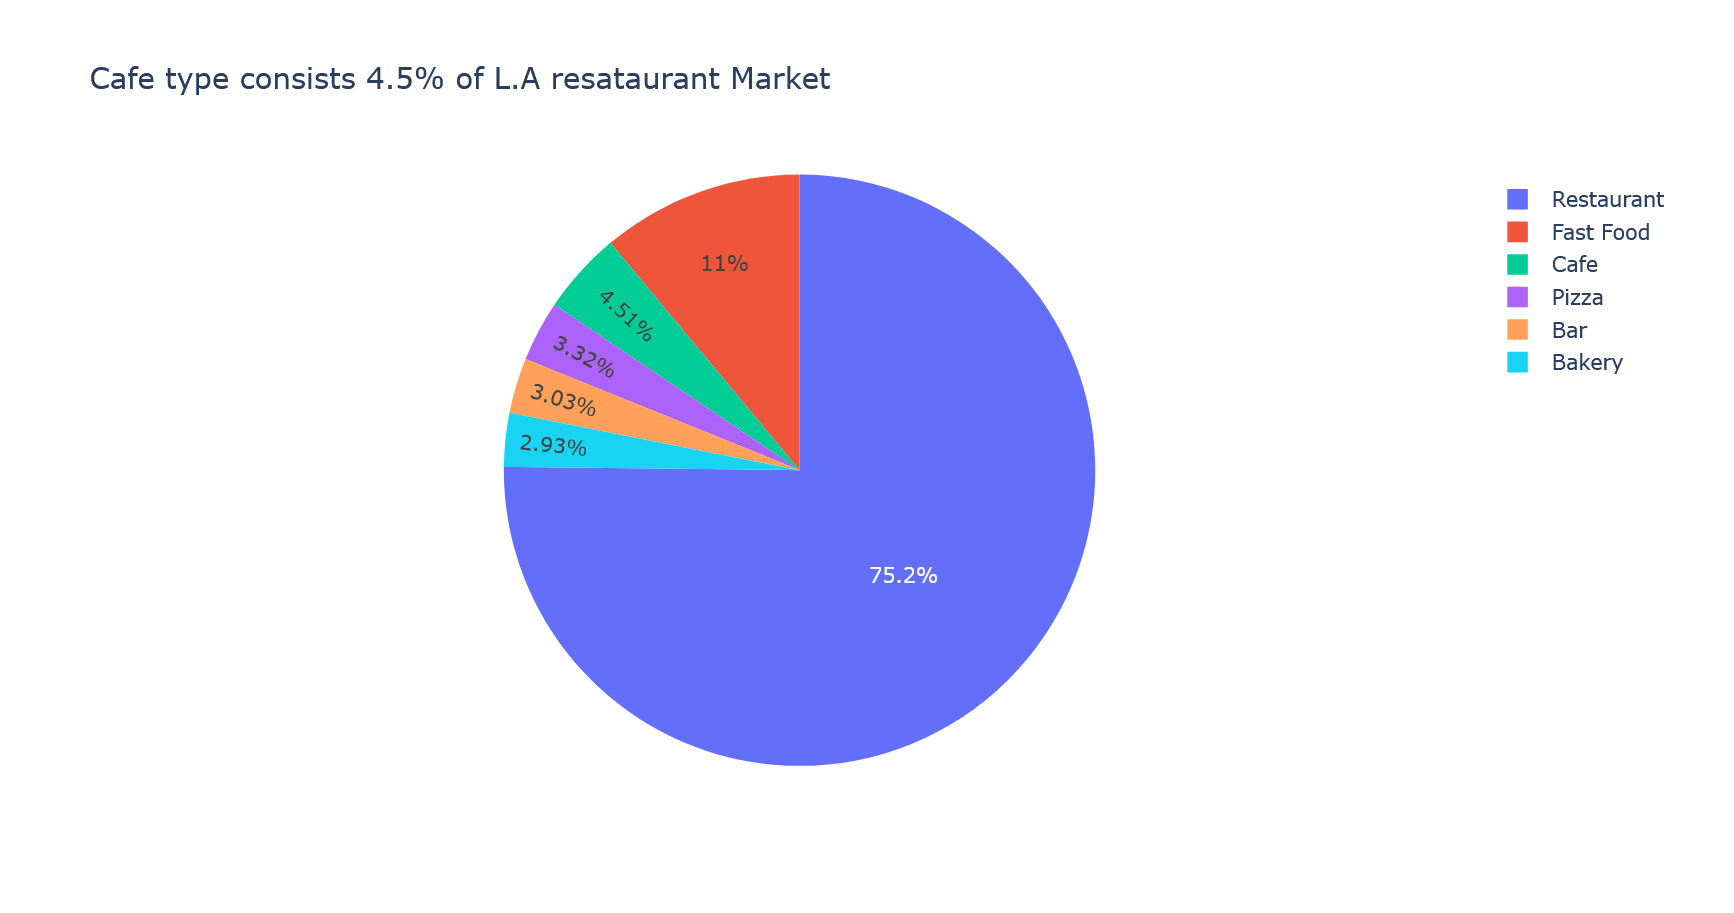 Cafe type consists 4.5% of L.A resataurant Market
11%
4.51%
3.32%
3.03%
2.93%
75.2%
Restaurant
Fast Food
Cafe
Pizza
Bar
Bakery